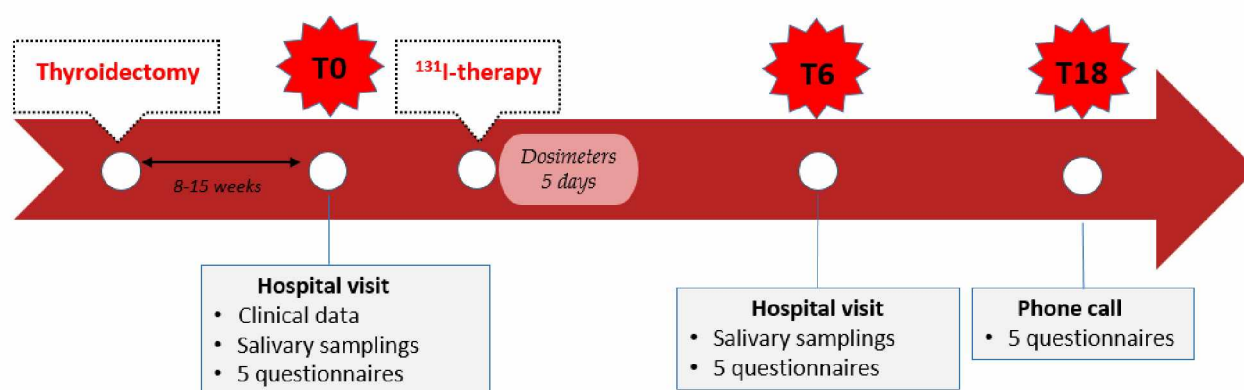 Thyroidectomy
T0
¹³¹I-therapy
T6
T18
8-15 weeks
Dosimeters
5 days
Hospital visit
• Clinical data
• Salivary samplings
• 5 questionnaires
Hospital visit
• Salivary samplings
• 5 questionnaires
Phone call
• 5 questionnaires